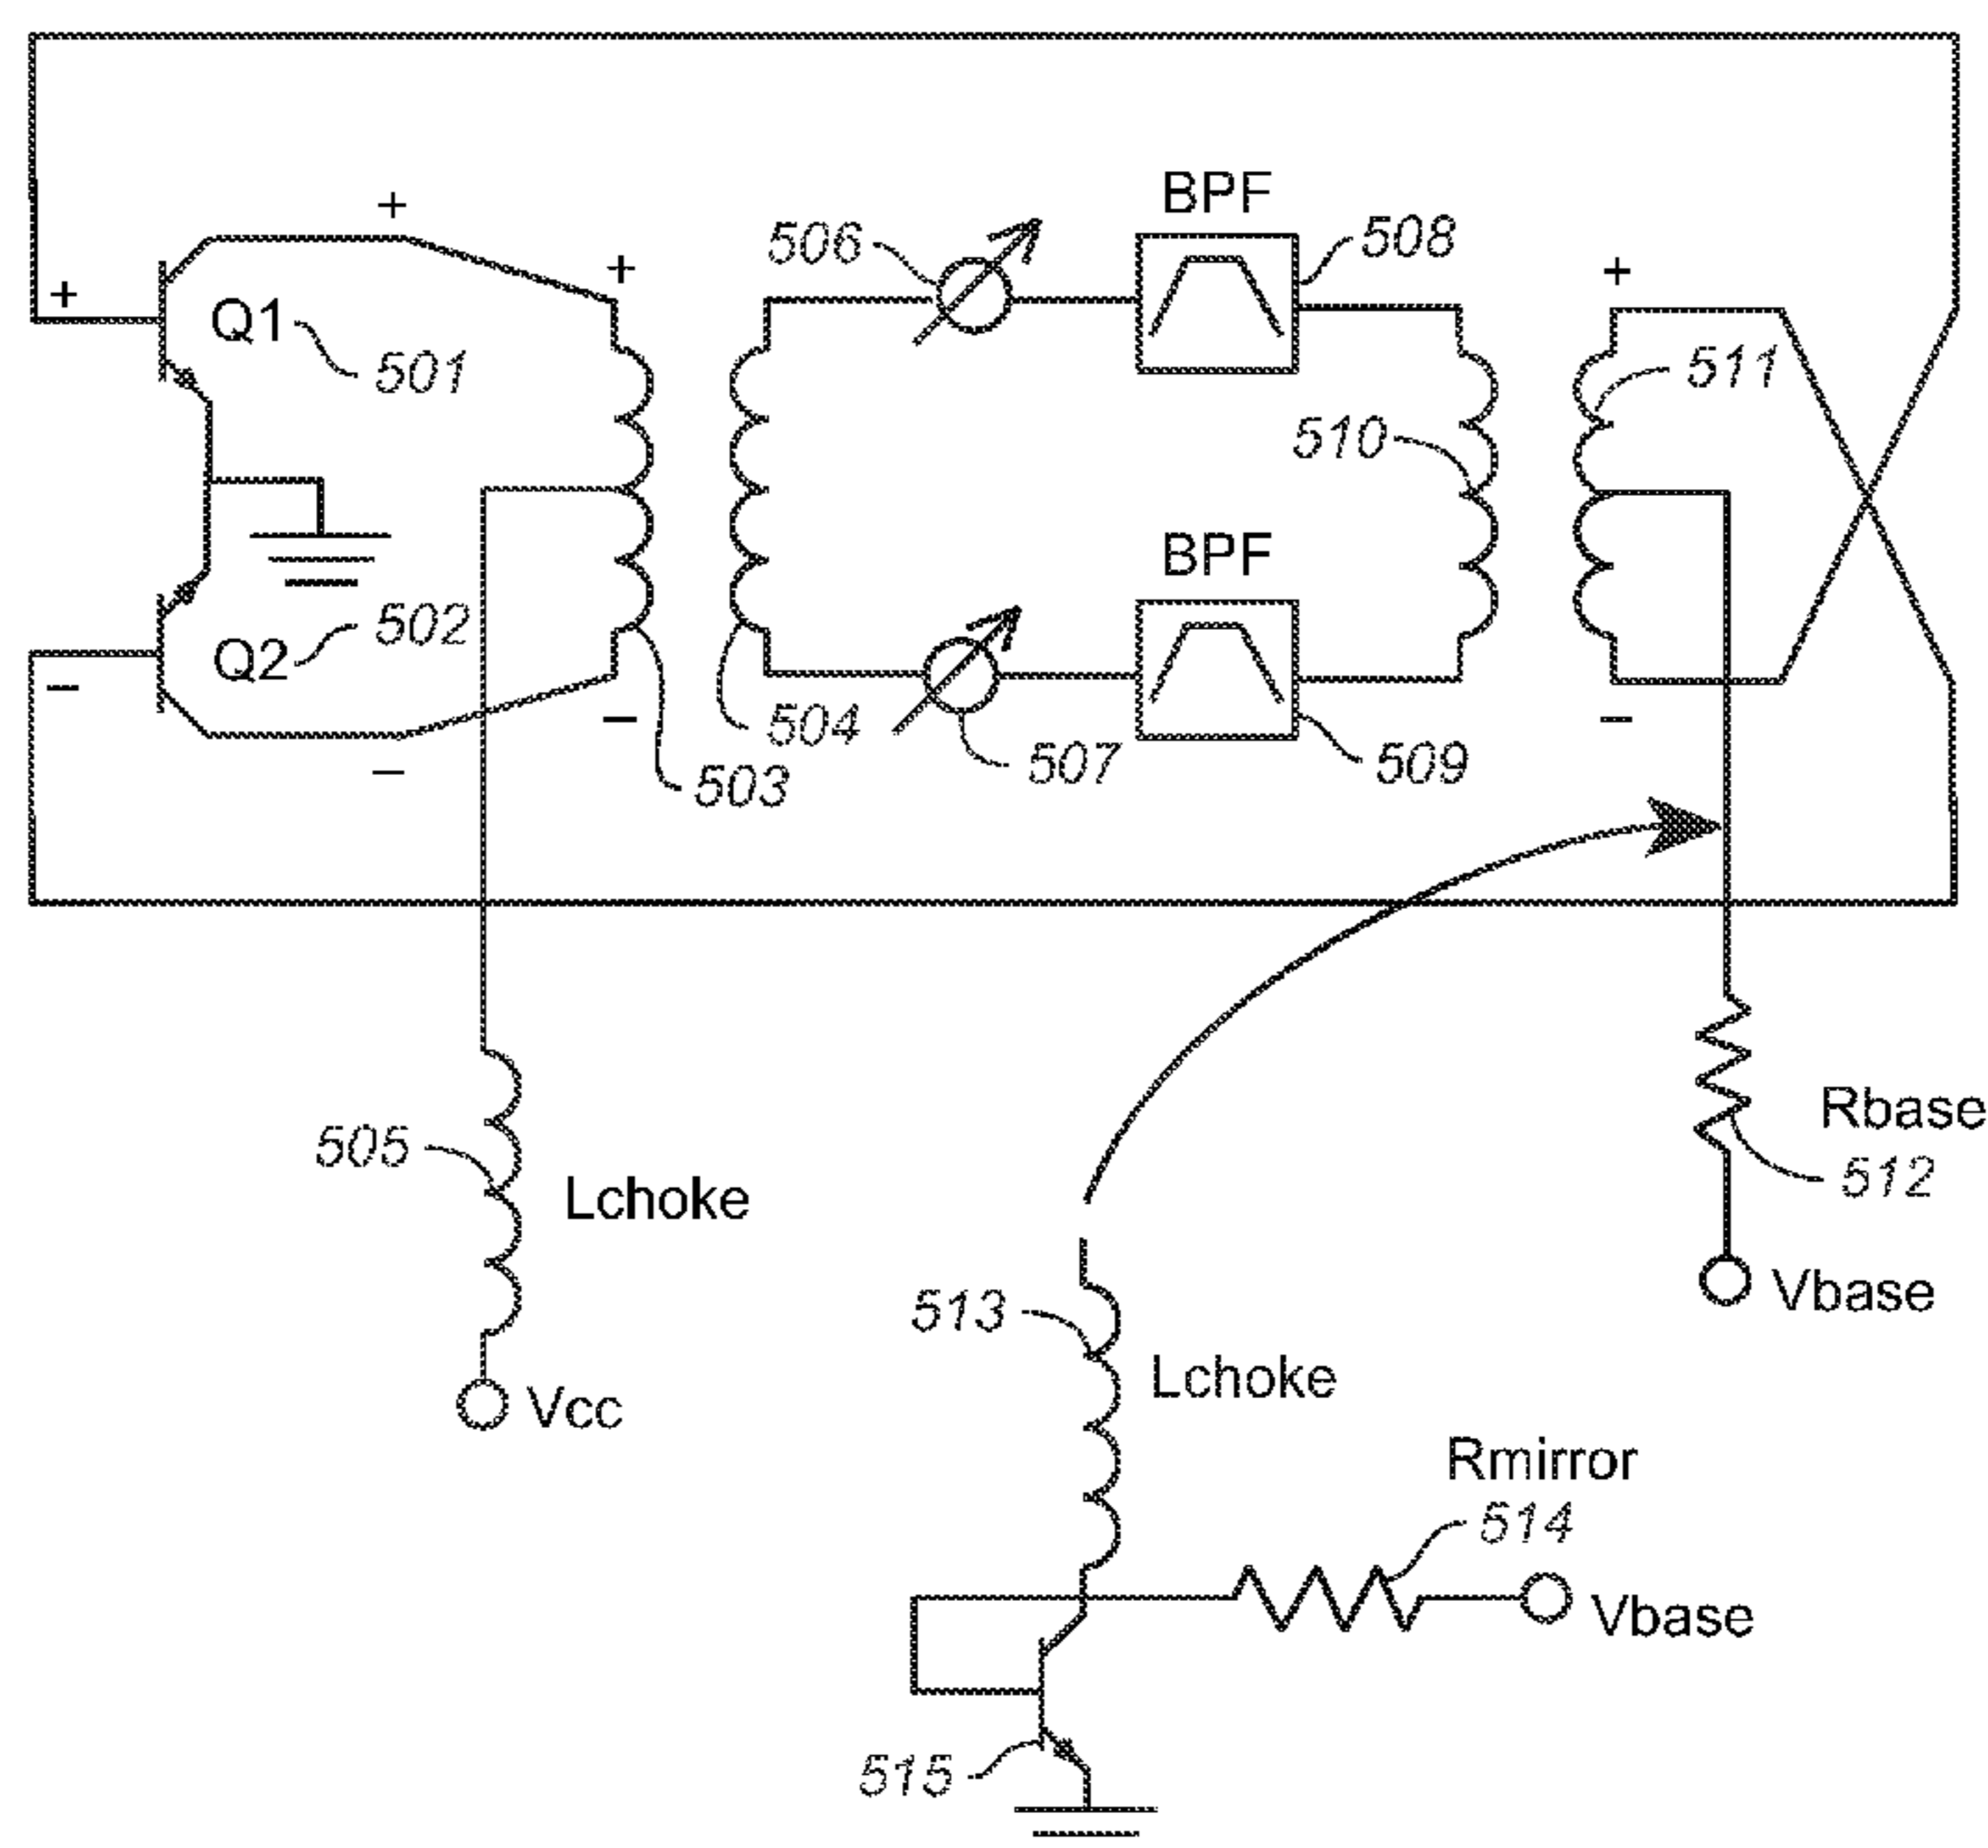 BPF
506
508
+
+
+
+
Q1
501
511
510
BPF
502
Q2
−
−
−
−
504
507
509
503
505
Lchoke
Rbase
512
513
Vbase
Lchoke
Vcc
Rmirror
514
Vbase
515